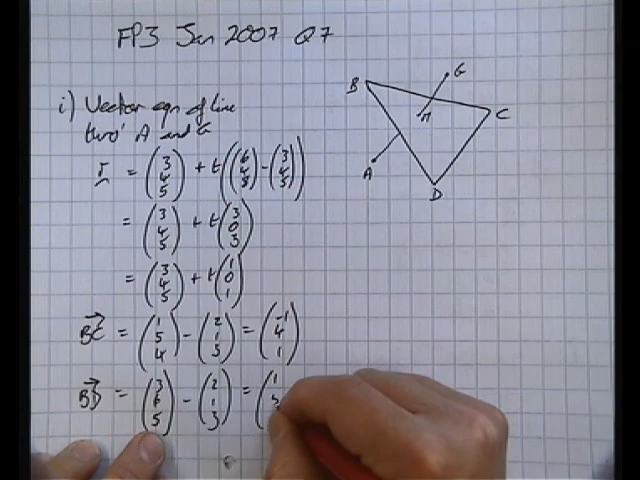 FP3 Jan 2007 Q7
B G C M A D
i) Vector eqn of line
thro' A and G
r = (3 4 5) + t((6 4 8) - (3 4 5))
= (3 4 5) + t(3 0 3)
= (3 4 5) + t(1 0 1)
BC = (1 5 4) - (2 1 3) = (-1 4 1)
BD = (3 6 5) - (2 1 3) = (1 5